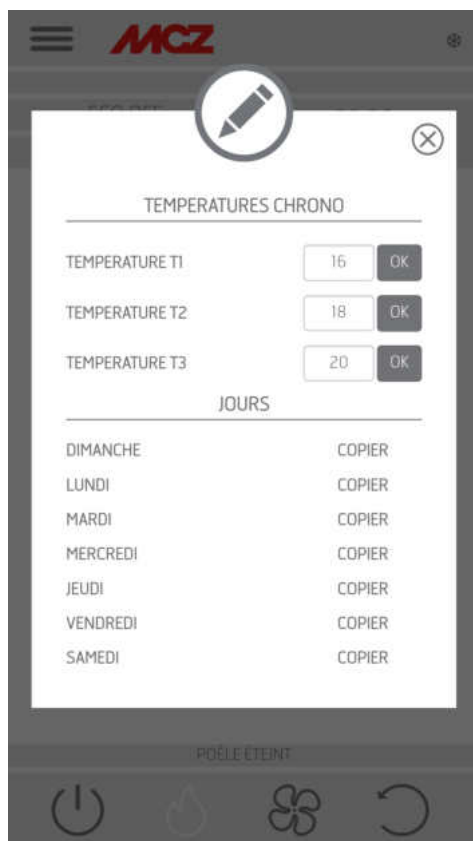 MCZ
TEMPERATURES CHRONO
TEMPERATURE T1 16 OK
TEMPERATURE T2 18 OK
TEMPERATURE T3 20 OK
JOURS
DIMANCHE COPIER
LUNDI COPIER
MARDI COPIER
MERCREDI COPIER
JEUDI COPIER
VENDREDI COPIER
SAMEDI COPIER
POÊLE ÉTEINT